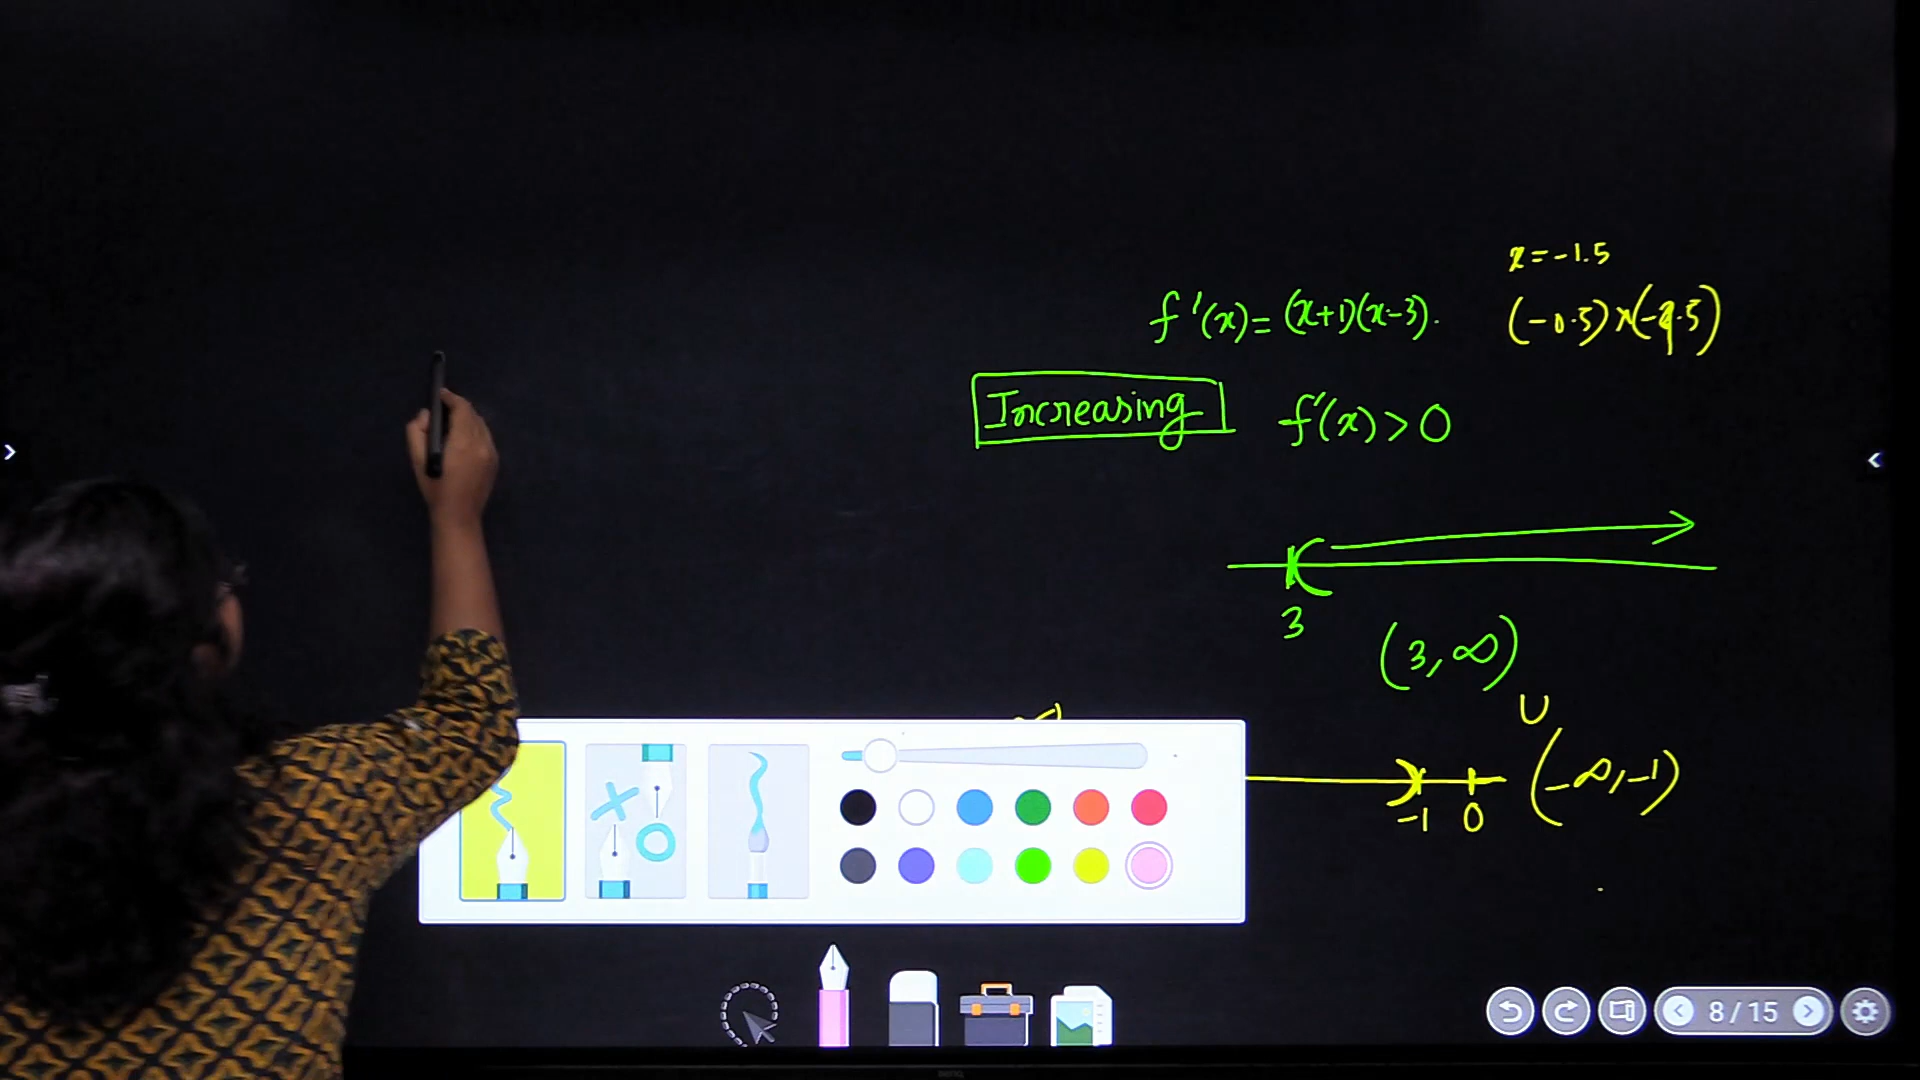 x = -1.5
f'(x) = (x+1)(x-3).
(-0.5)×(-4.5)
Increasing
f'(x) > 0
3
(3, ∞)
∪
(-∞, -1)
-1 0
8/15